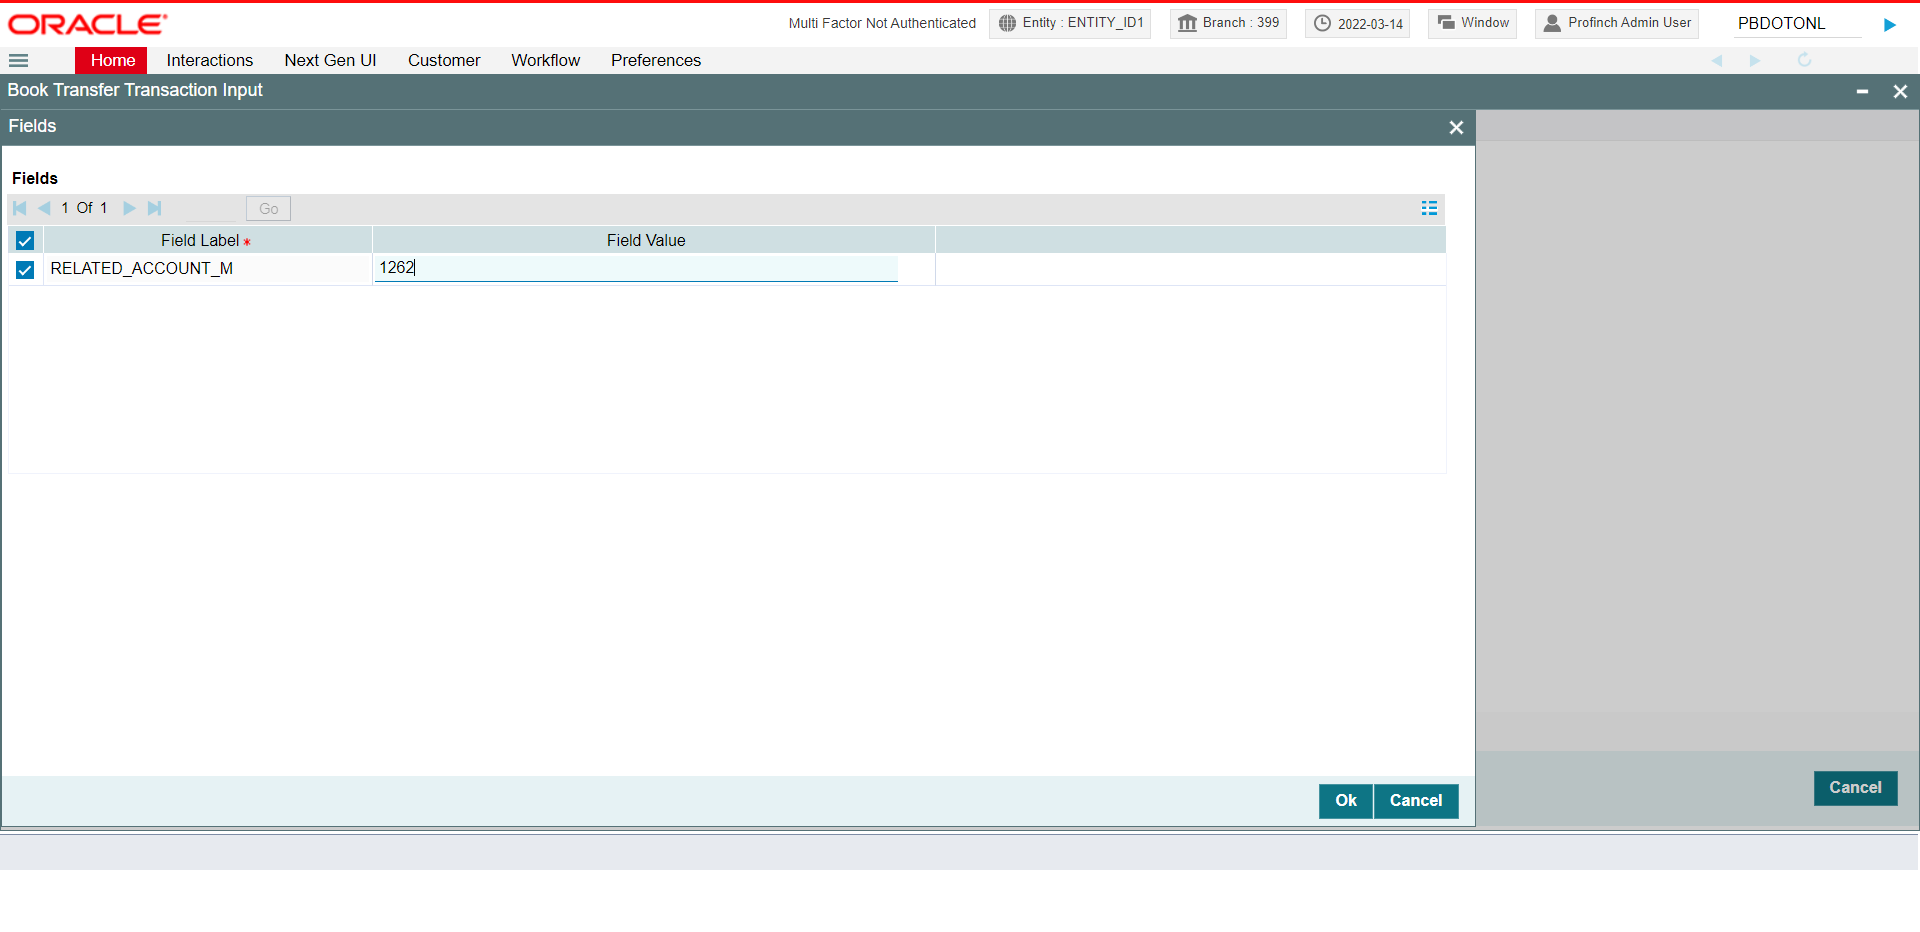 ORACLE
Multi Factor Not Authenticated Entity : ENTITY_ID1 Branch : 399 2022-03-14 Window Profinch Admin User PBDOTONL
Home Interactions Next Gen UI Customer Workflow Preferences
Book Transfer Transaction Input
Fields
Fields
1 Of 1 Go
Field Label * Field Value
RELATED_ACCOUNT_M 1262
Ok Cancel
Cancel